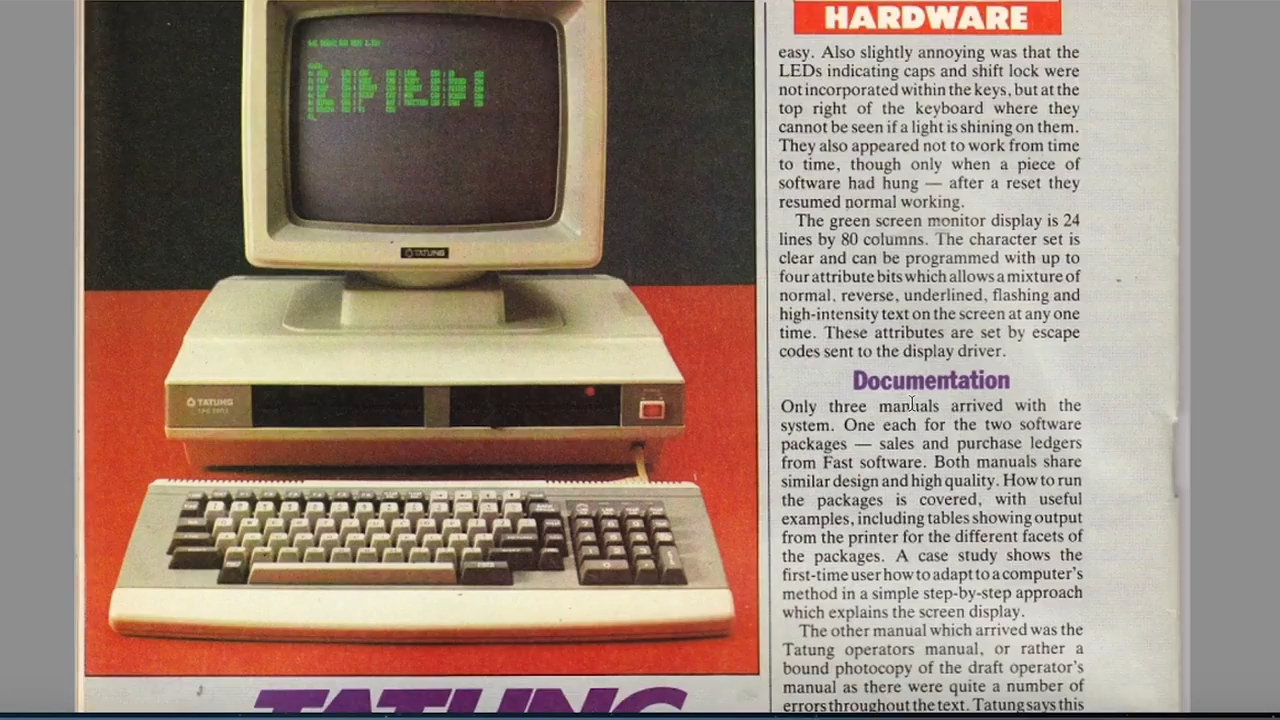 HARDWARE
easy. Also slightly annoying was that the
LEDs indicating caps and shift lock were
not incorporated within the keys, but at the
top right of the keyboard where they
cannot be seen if a light is shining on them.
They also appeared not to work from time
to time, though only when a piece of
software had hung — after a reset they
resumed normal working.
The green screen monitor display is 24
lines by 80 columns. The character set is
clear and can be programmed with up to
four attribute bits which allows a mixture of
normal, reverse, underlined, flashing and
high-intensity text on the screen at any one
time. These attributes are set by escape
codes sent to the display driver.
Documentation
Only three manuals arrived with the
system. One each for the two software
packages — sales and purchase ledgers
from Fast software. Both manuals share
similar design and high quality. How to run
the packages is covered, with useful
examples, including tables showing output
from the printer for the different facets of
the packages. A case study shows the
first-time user how to adapt to a computer's
method in a simple step-by-step approach
which explains the screen display.
The other manual which arrived was the
Tatung operators manual, or rather a
bound photocopy of the draft operator's
manual as there were quite a number of
errors throughout the text. Tatung says this
TATUNG
TATUNG
TATUNG